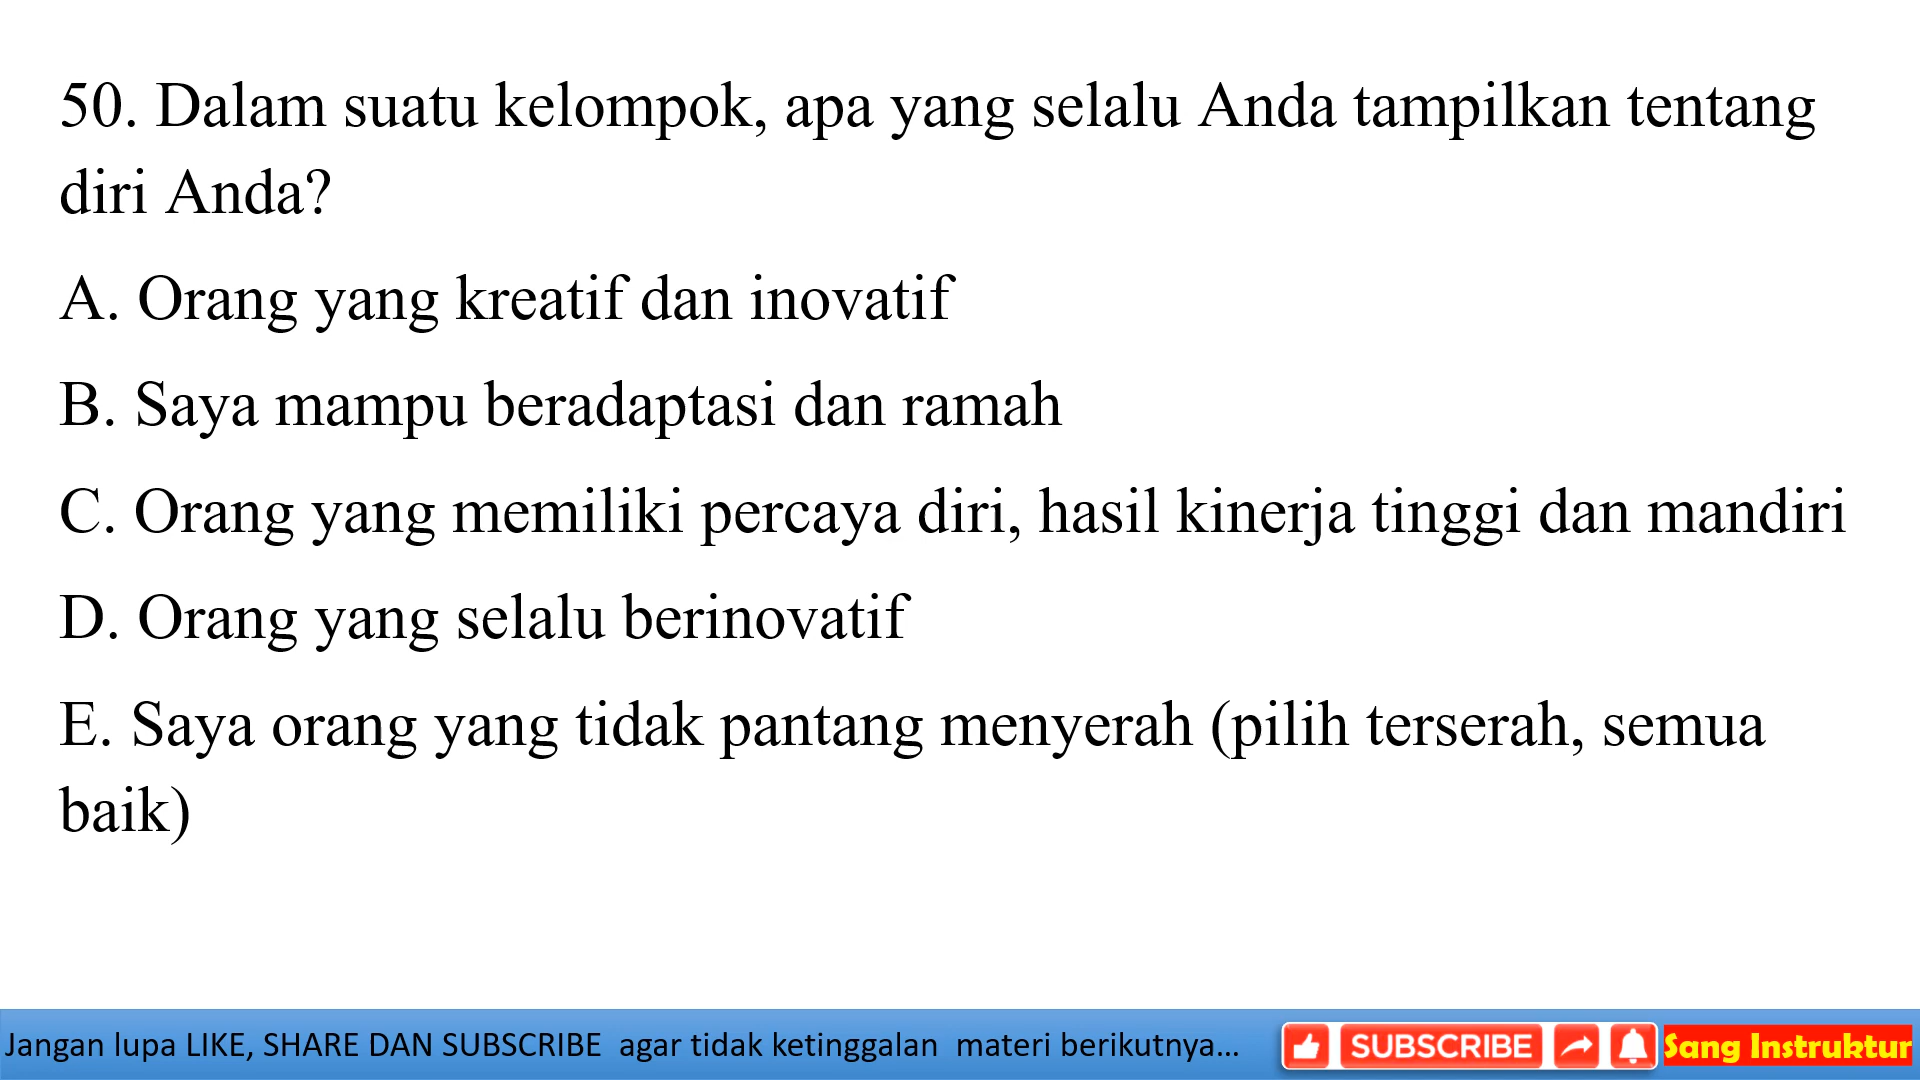 50. Dalam suatu kelompok, apa yang selalu Anda tampilkan tentang
diri Anda?
A. Orang yang kreatif dan inovatif
B. Saya mampu beradaptasi dan ramah
C. Orang yang memiliki percaya diri, hasil kinerja tinggi dan mandiri
D. Orang yang selalu berinovatif
E. Saya orang yang tidak pantang menyerah (pilih terserah, semua
baik)
Jangan lupa LIKE, SHARE DAN SUBSCRIBE agar tidak ketinggalan materi berikutnya... SUBSCRIBE Sang Instruktur